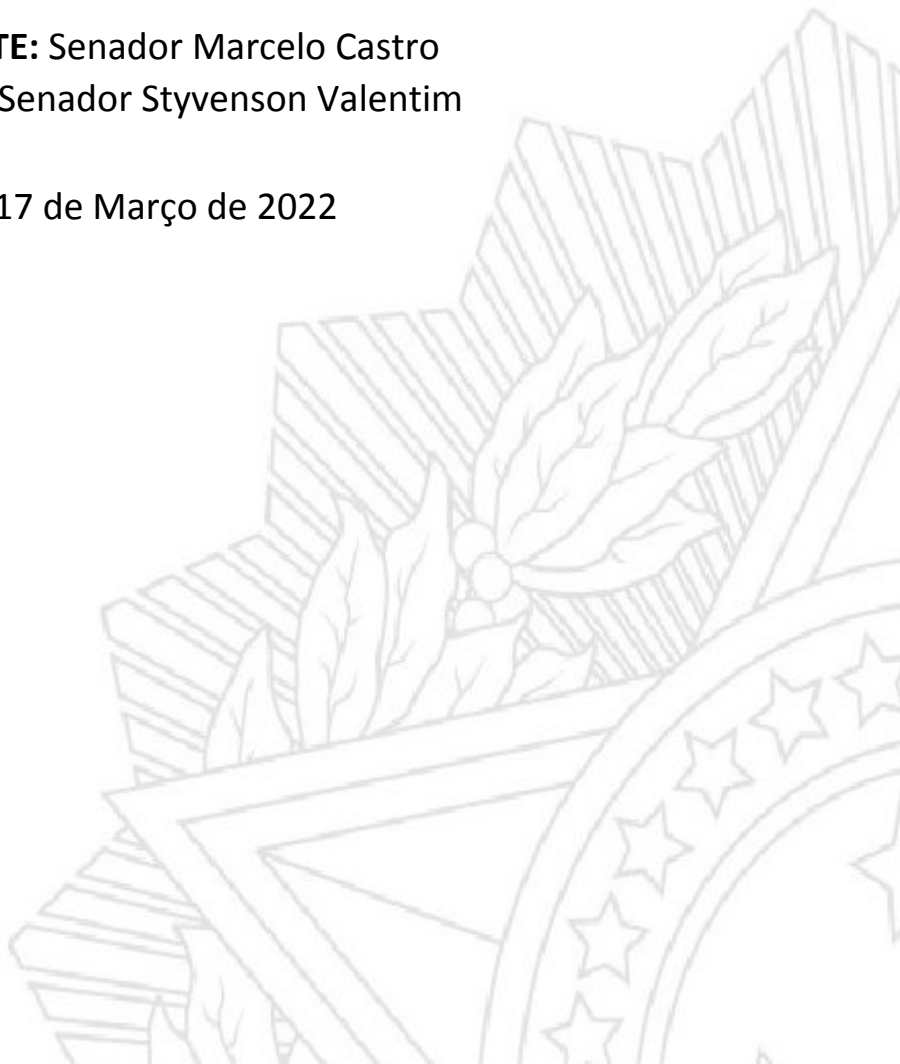 TE: Senador Marcelo Castro
Senador Styvenson Valentim
17 de Março de 2022